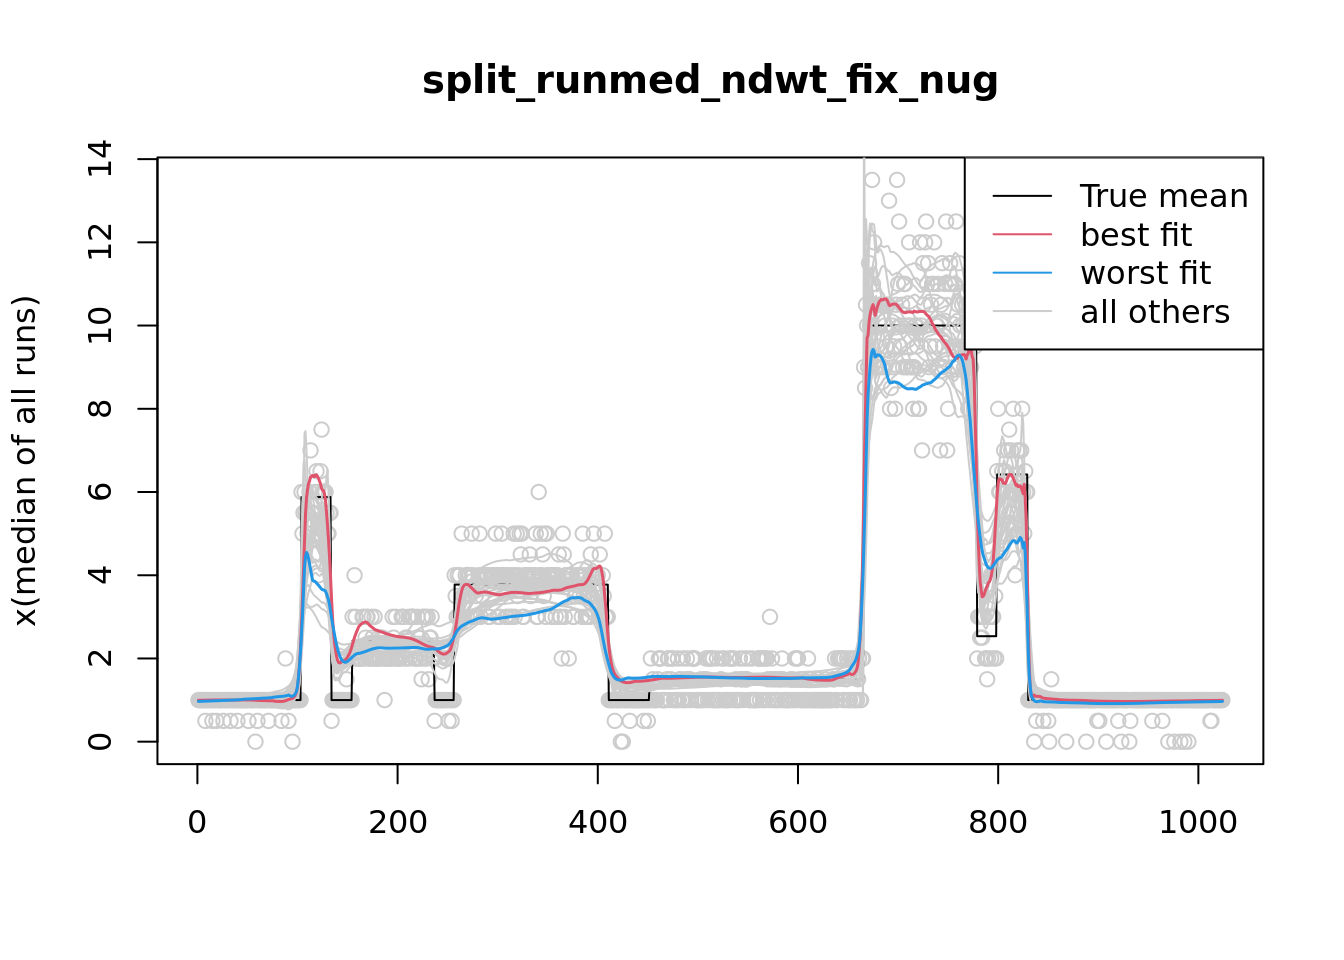 split_runmed_ndwt_fix_nug
x(median of all runs)
14
12
10
8
6
4
2
0
True mean
best fit
worst fit
all others
0 200 400 600 800 1000